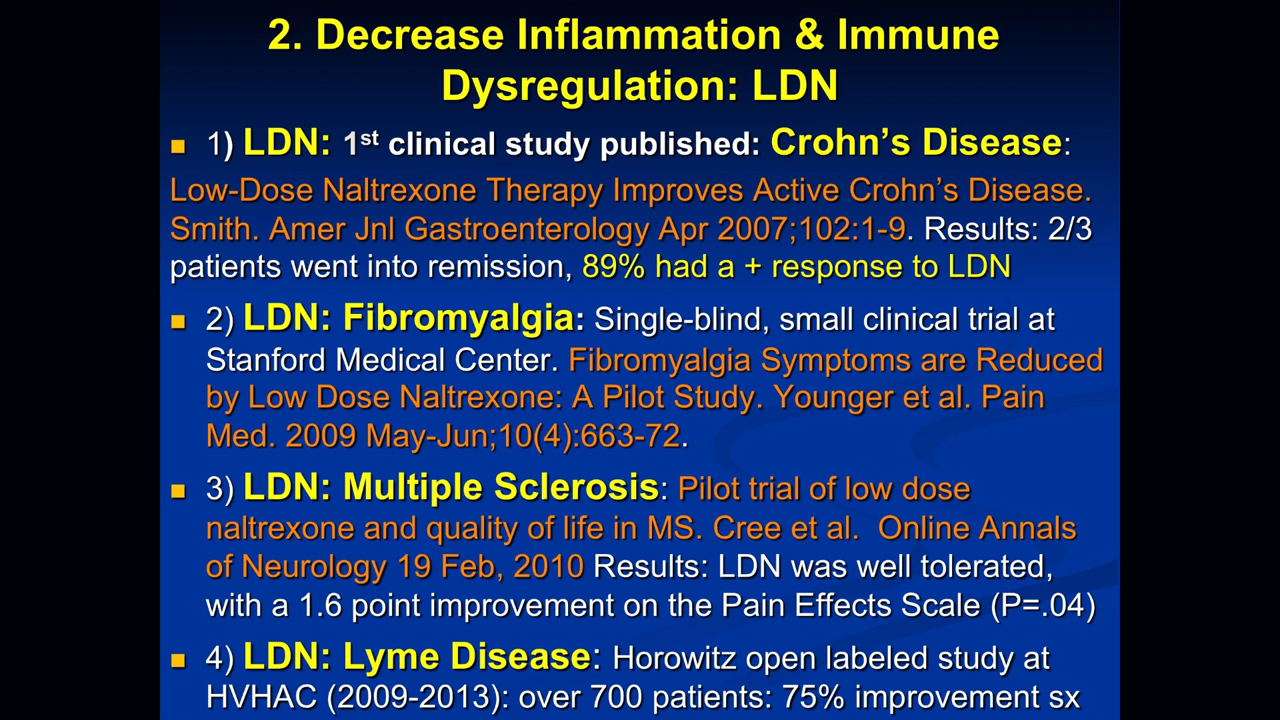 2. Decrease Inflammation & Immune
Dysregulation: LDN
1) LDN: 1st clinical study published: Crohn’s Disease:
Low-Dose Naltrexone Therapy Improves Active Crohn’s Disease.
Smith. Amer Jnl Gastroenterology Apr 2007;102:1-9. Results: 2/3
patients went into remission, 89% had a + response to LDN
2) LDN: Fibromyalgia: Single-blind, small clinical trial at
Stanford Medical Center. Fibromyalgia Symptoms are Reduced
by Low Dose Naltrexone: A Pilot Study. Younger et al. Pain
Med. 2009 May-Jun;10(4):663-72.
3) LDN: Multiple Sclerosis: Pilot trial of low dose
naltrexone and quality of life in MS. Cree et al. Online Annals
of Neurology 19 Feb, 2010 Results: LDN was well tolerated,
with a 1.6 point improvement on the Pain Effects Scale (P=.04)
4) LDN: Lyme Disease: Horowitz open labeled study at
HVHAC (2009-2013): over 700 patients: 75% improvement sx